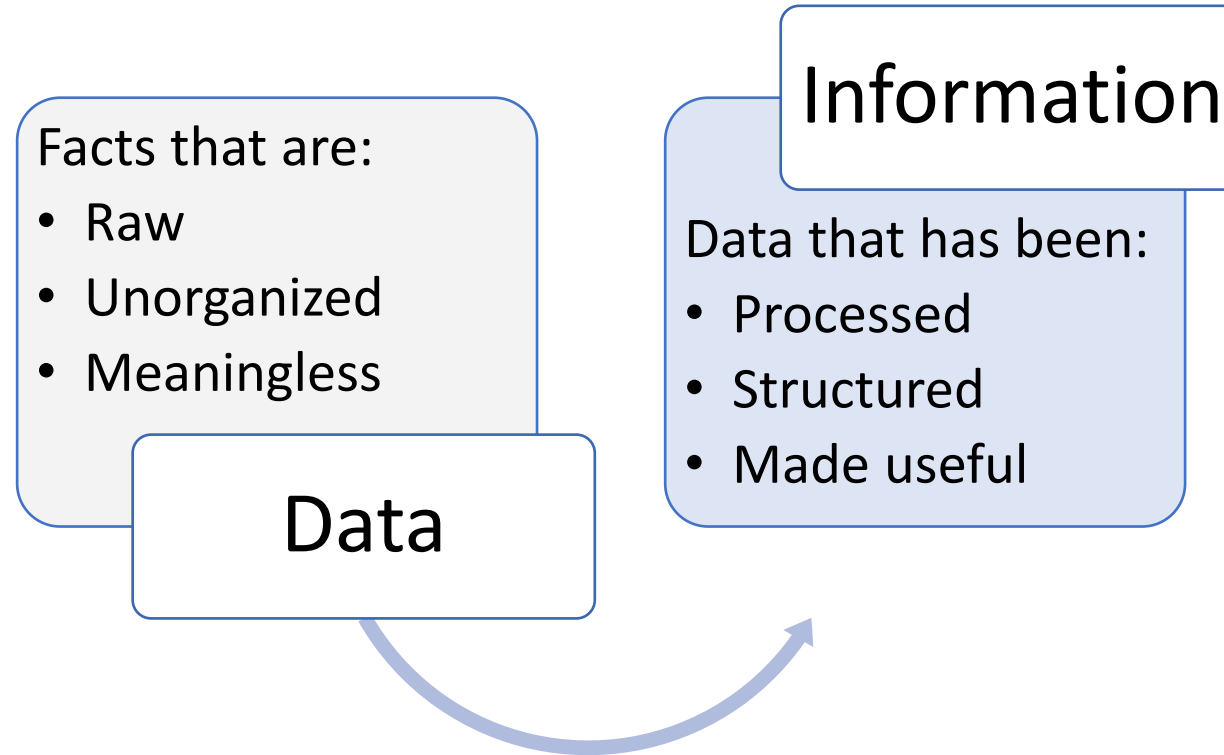 Facts that are:
• Raw
• Unorganized
• Meaningless
Data
Information
Data that has been:
• Processed
• Structured
• Made useful